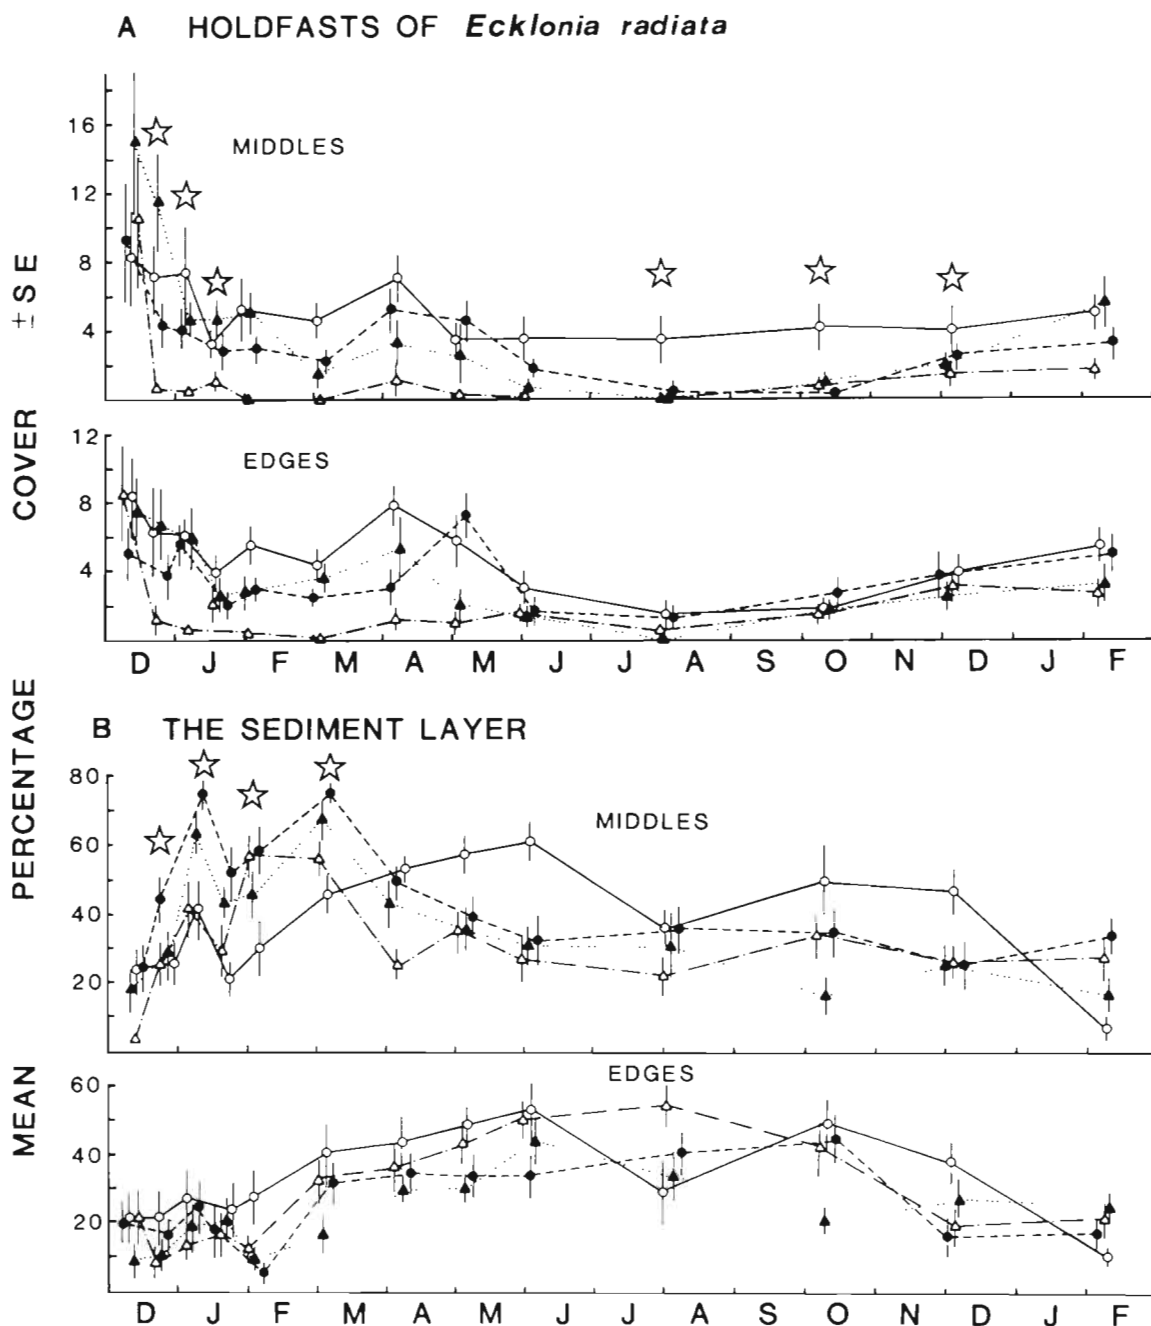 A HOLDFASTS OF Ecklonia radiata
MIDDLES
16
12
8
4
EDGES
12
8
4
D J F M A M J J A S O N D J F
B THE SEDIMENT LAYER
MIDDLES
80
60
40
20
EDGES
60
40
20
D J F M A M J J A S O N D J F
MEAN PERCENTAGE COVER ±SE